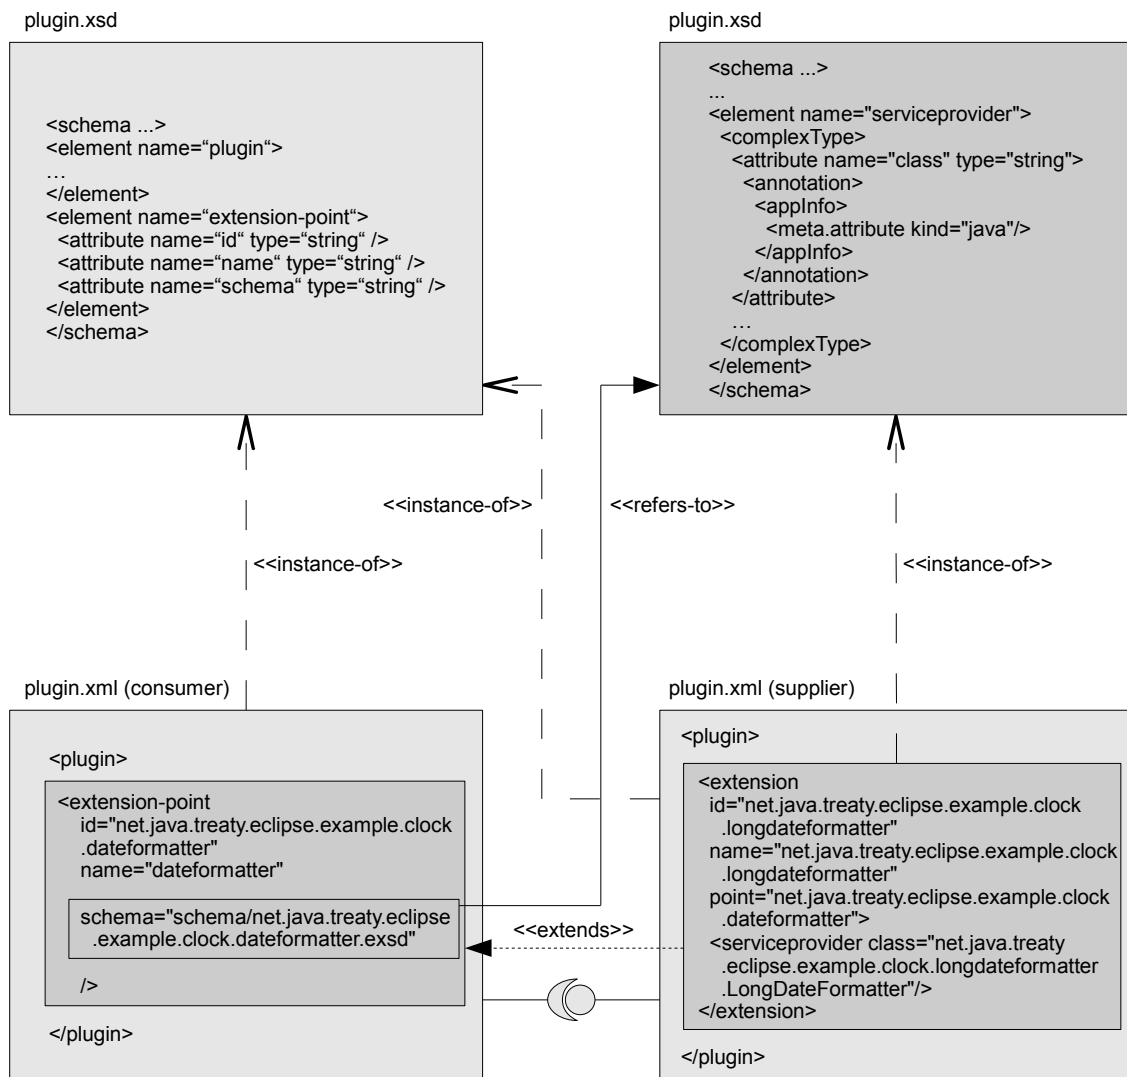 plugin.xsd
<schema ...>
<element name=“plugin“>
…
</element>
<element name=“extension-point“>
<attribute name=“id“ type=“string“ />
<attribute name=“name“ type=“string“ />
<attribute name=“schema“ type=“string“ />
</element>
</schema>
plugin.xsd
<schema ...>
...
<element name="serviceprovider">
<complexType>
<attribute name="class" type="string">
<annotation>
<appInfo>
<meta.attribute kind="java"/>
</appInfo>
</annotation>
</attribute>
…
</complexType>
</element>
</schema>
<<instance-of>>
<<refers-to>>
<<instance-of>>
<<instance-of>>
plugin.xml (consumer)
<plugin>
<extension-point
id="net.java.treaty.eclipse.example.clock
.dateformatter"
name="dateformatter"
schema="schema/net.java.treaty.eclipse
.example.clock.dateformatter.exsd"
/>
</plugin>
<<extends>>
plugin.xml (supplier)
<plugin>
<extension
id="net.java.treaty.eclipse.example.clock
.longdateformatter"
name="net.java.treaty.eclipse.example.clock
.longdateformatter"
point="net.java.treaty.eclipse.example.clock
.dateformatter">
<serviceprovider class="net.java.treaty
.eclipse.example.clock.longdateformatter
.LongDateFormatter"/>
</extension>
</plugin>